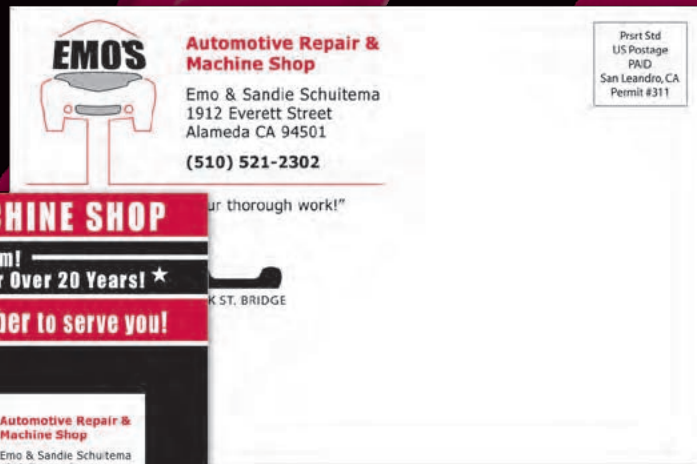 EMO'S
Automotive Repair &
Machine Shop
Emo & Sandie Schuitema
1912 Everett Street
Alameda CA 94501
(510) 521-2302
Prsrt Std
US Postage
PAID
San Leandro, CA
Permit #311
ur thorough work!"
K ST. BRIDGE
CHINE SHOP
m!
r Over 20 Years! ★
ber to serve you!
Automotive Repair &
Machine Shop
Emo & Sandie Schuitema